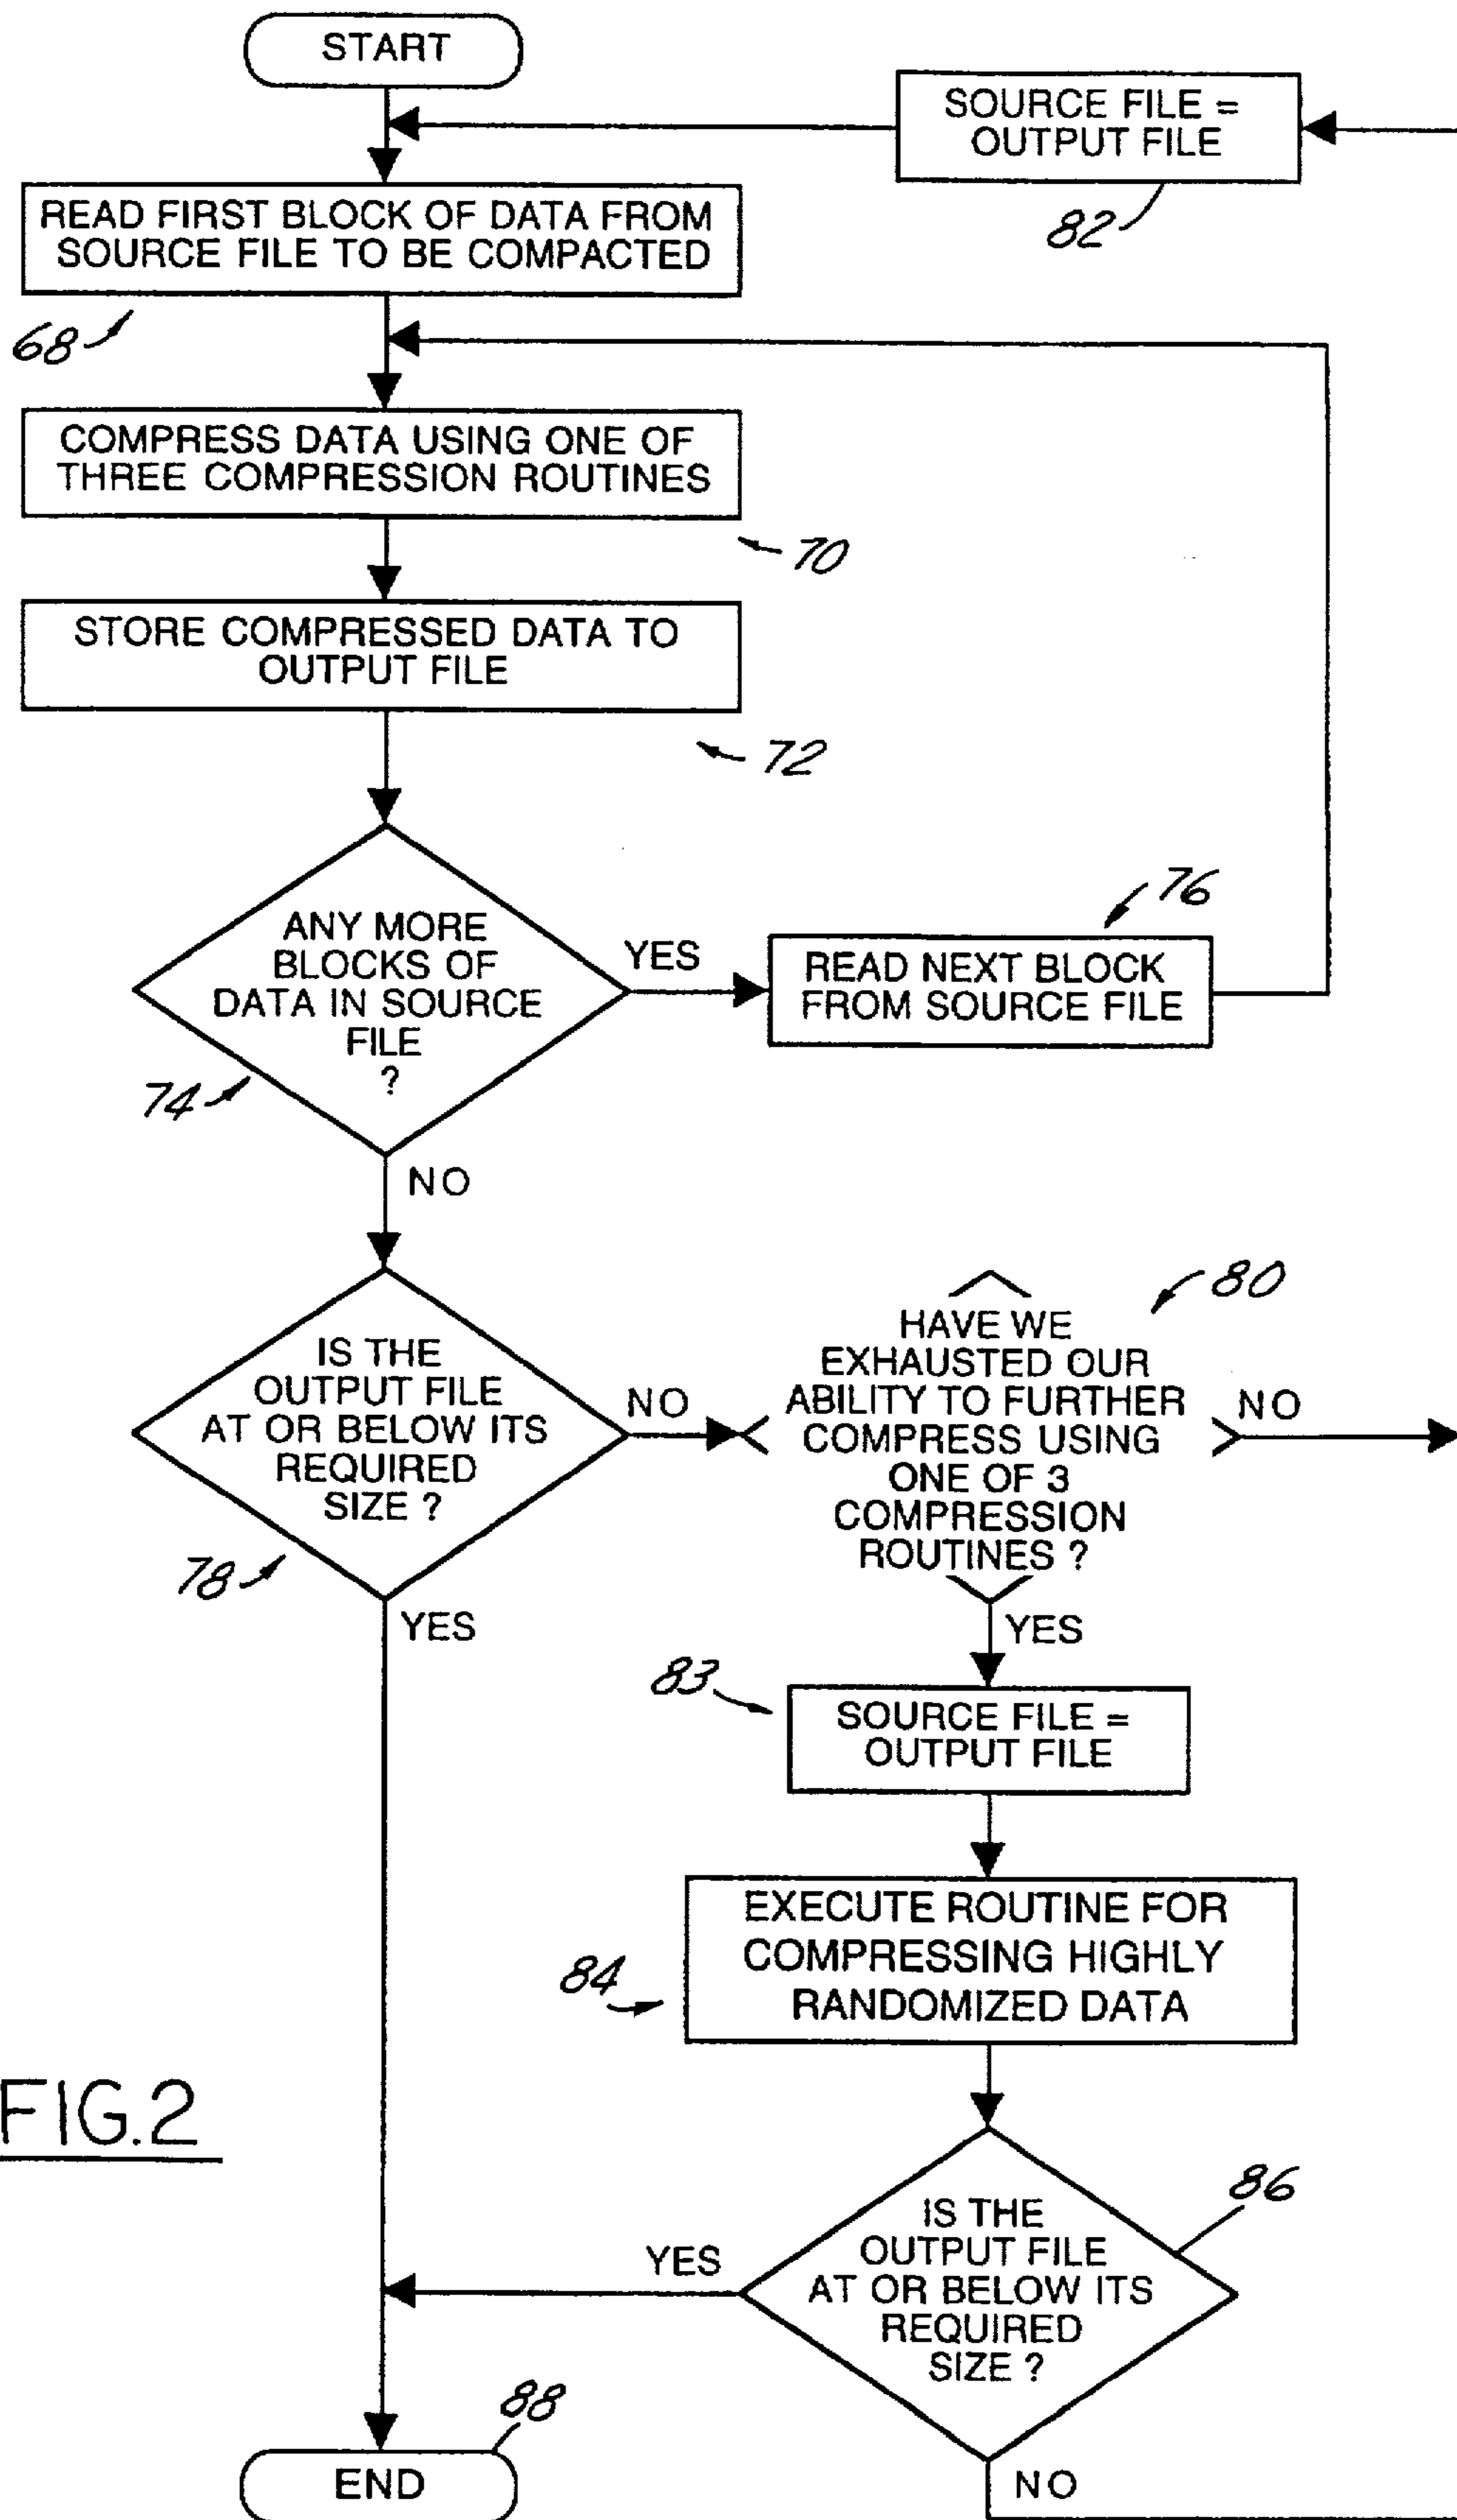 START
SOURCE FILE =
OUTPUT FILE
82
READ FIRST BLOCK OF DATA FROM
SOURCE FILE TO BE COMPACTED
68
COMPRESS DATA USING ONE OF
THREE COMPRESSION ROUTINES
70
STORE COMPRESSED DATA TO
OUTPUT FILE
72
ANY MORE
BLOCKS OF
DATA IN SOURCE
FILE
?
74
YES
76
READ NEXT BLOCK
FROM SOURCE FILE
NO
IS THE
OUTPUT FILE
AT OR BELOW ITS
REQUIRED
SIZE ?
78
NO
80
HAVE WE
EXHAUSTED OUR
ABILITY TO FURTHER
COMPRESS USING
ONE OF 3
COMPRESSION
ROUTINES ?
NO
YES
YES
83
SOURCE FILE =
OUTPUT FILE
84
EXECUTE ROUTINE FOR
COMPRESSING HIGHLY
RANDOMIZED DATA
FIG.2
86
IS THE
OUTPUT FILE
AT OR BELOW ITS
REQUIRED
SIZE ?
YES
88
END
NO